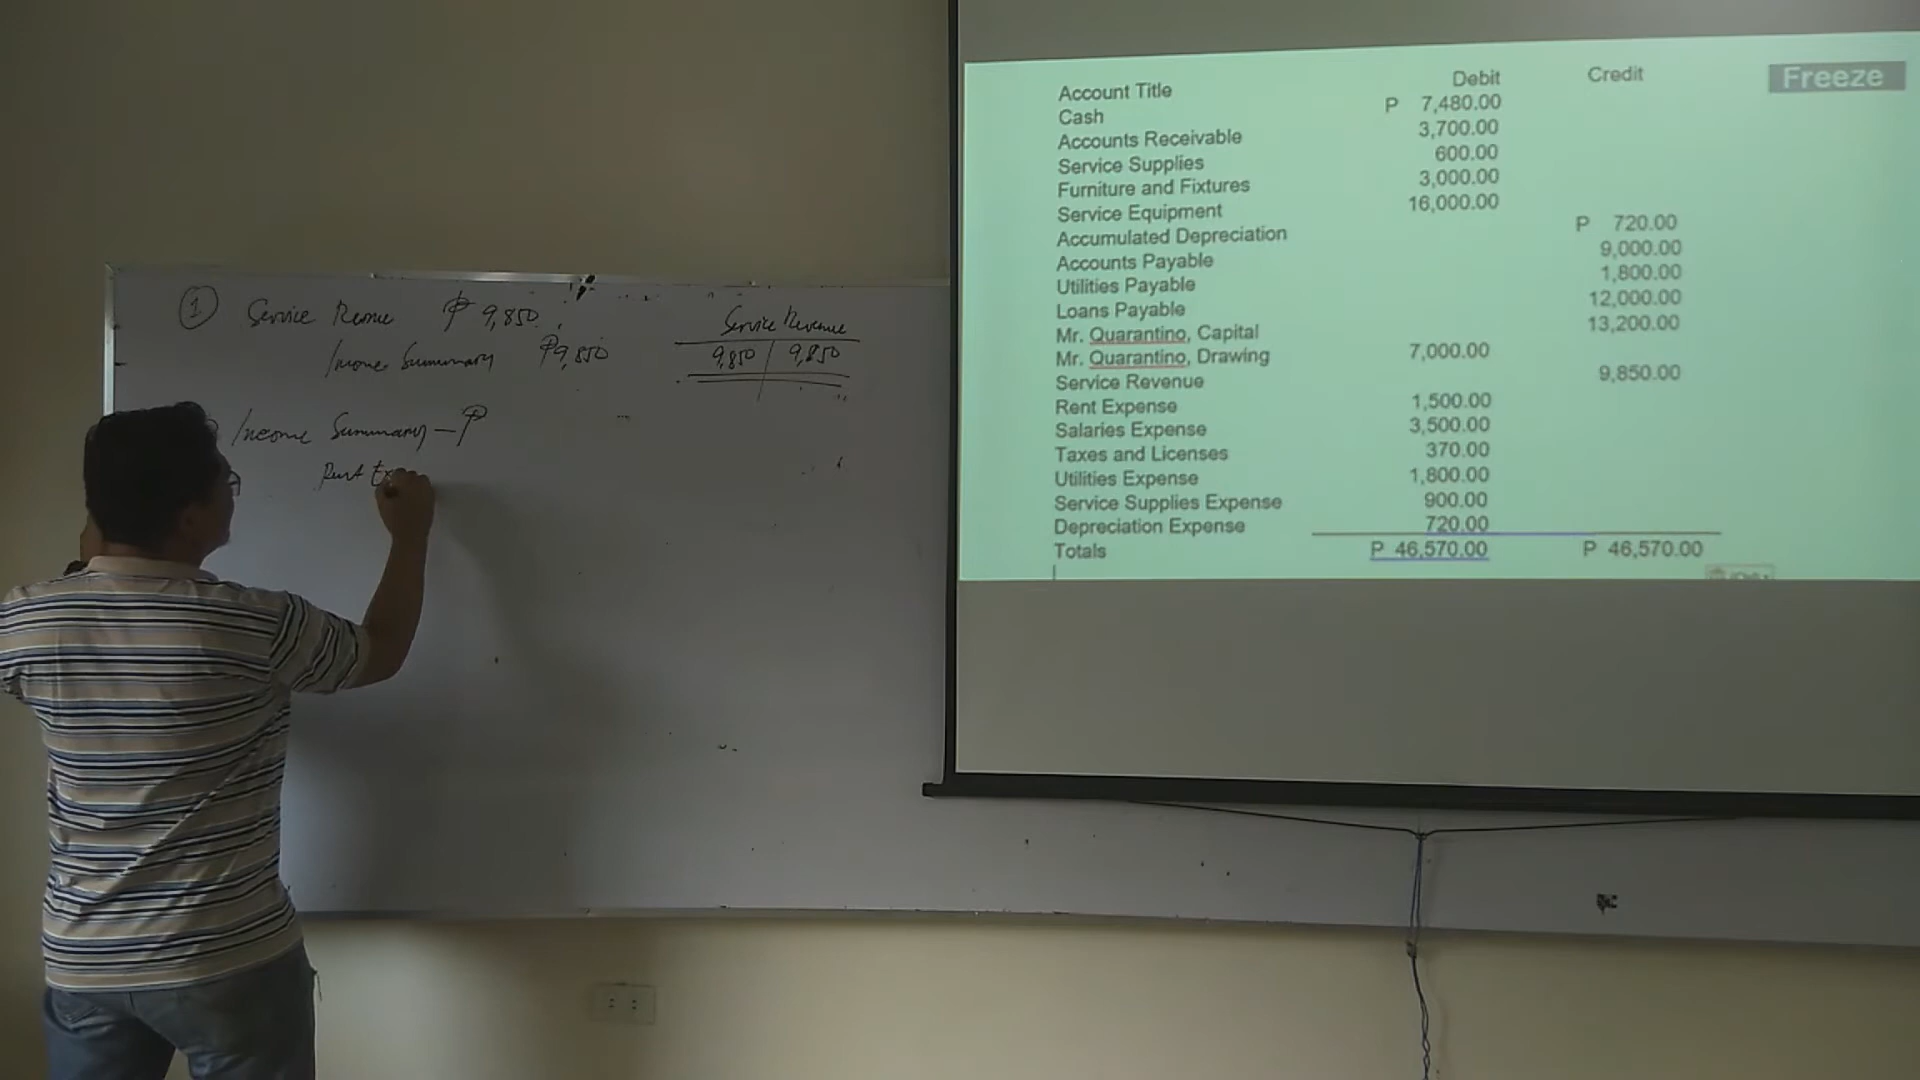 ① Service Revenue ₱ 9,850
Income Summary ₱9,850
Income Summary — ₱
Rent Ex
Service Revenue
9,850 9,850
Freeze
Account Title Debit Credit
Cash P 7,480.00
Accounts Receivable 3,700.00
Service Supplies 600.00
Furniture and Fixtures 3,000.00
Service Equipment 16,000.00
Accumulated Depreciation P 720.00
Accounts Payable 9,000.00
Utilities Payable 1,800.00
Loans Payable 12,000.00
Mr. Quarantino, Capital 13,200.00
Mr. Quarantino, Drawing 7,000.00
Service Revenue 9,850.00
Rent Expense 1,500.00
Salaries Expense 3,500.00
Taxes and Licenses 370.00
Utilities Expense 1,800.00
Service Supplies Expense 900.00
Depreciation Expense 720.00
Totals P 46,570.00 P 46,570.00